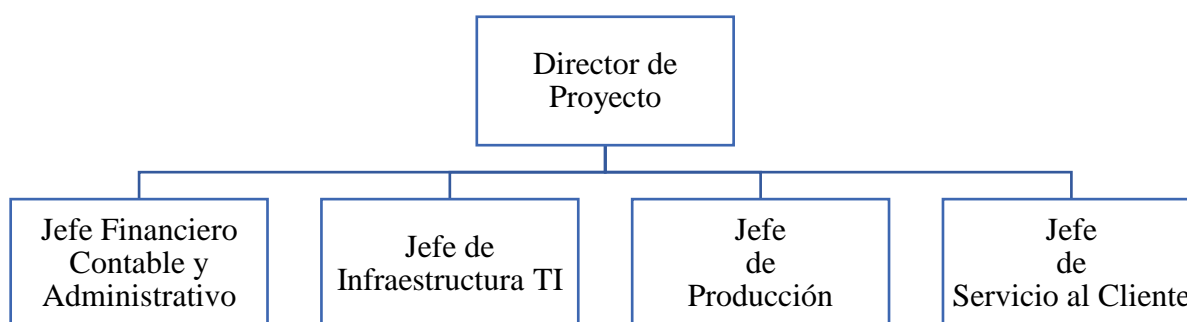 Director de
Proyecto
Jefe Financiero
Contable y
Administrativo
Jefe de
Infraestructura TI
Jefe
de
Producción
Jefe
de
Servicio al Cliente